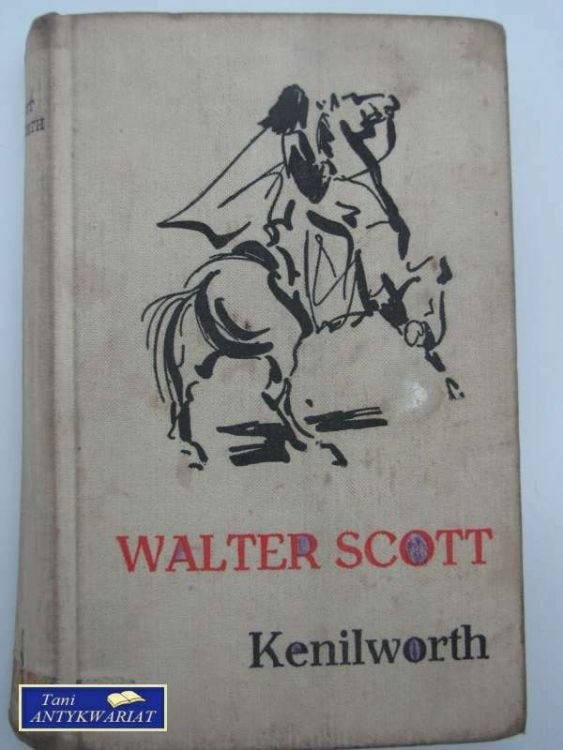 WALTER SCOTT
Kenilworth
Tani
ANTYKWARIAT